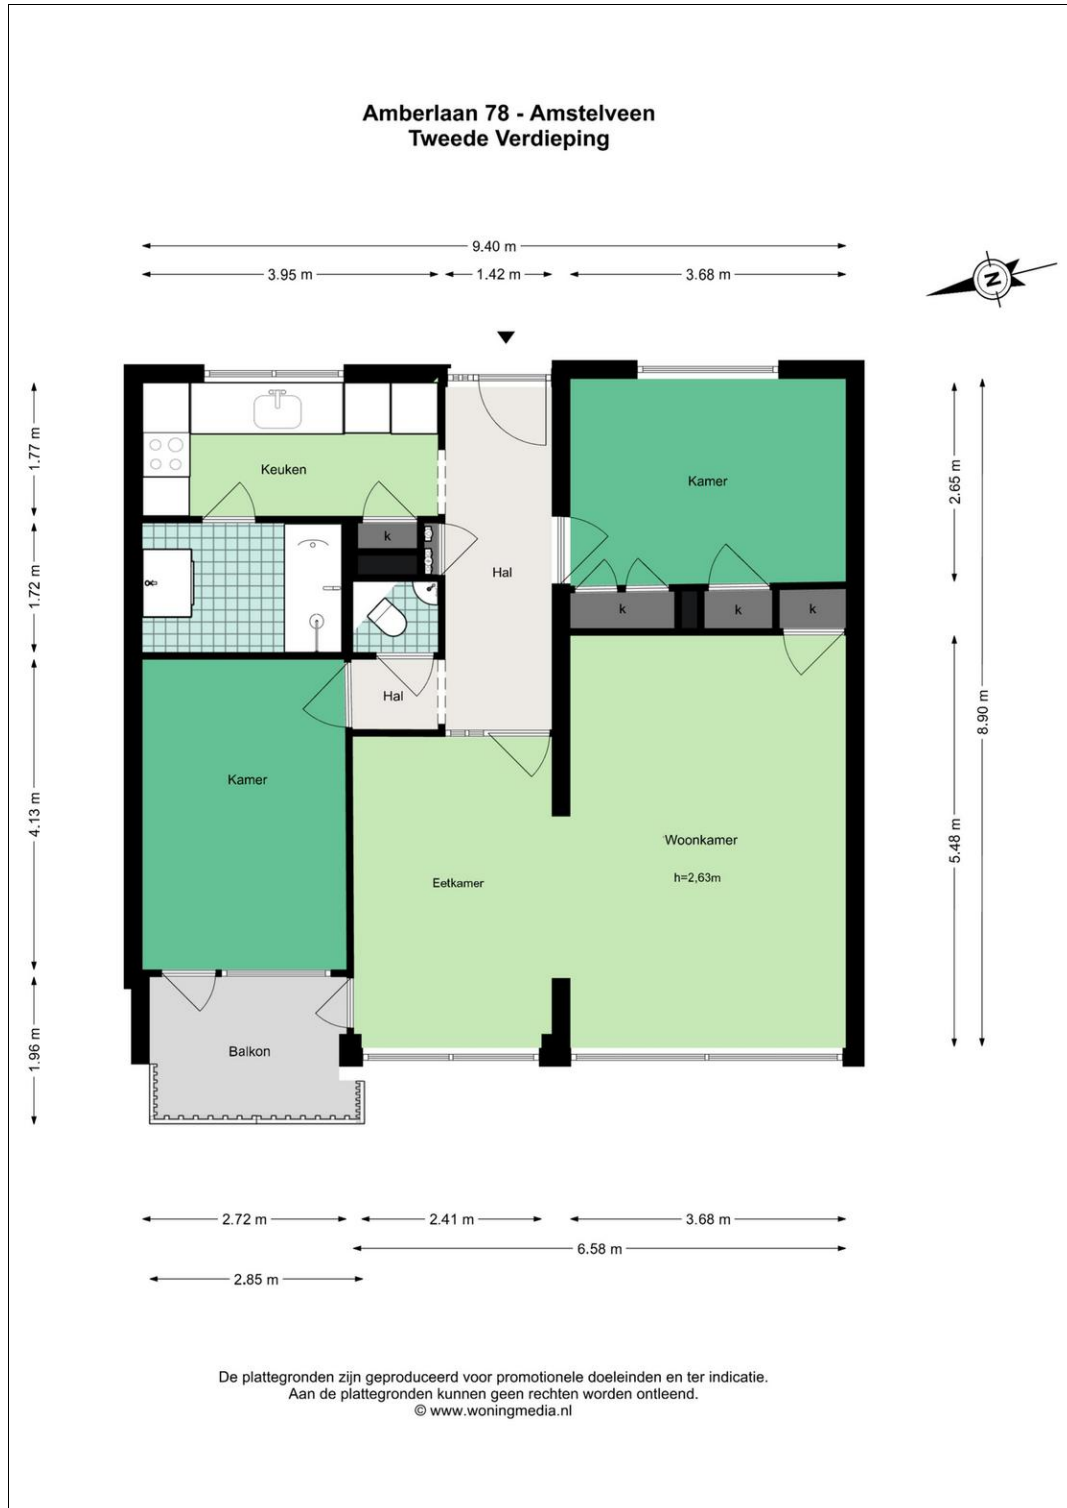 Amberlaan 78 - Amstelveen
Tweede Verdieping
9.40 m
3.95 m
1.42 m
3.68 m
N
1.77 m
1.72 m
4.13 m
1.96 m
2.65 m
8.90 m
5.48 m
Keuken
Kamer
k
Hal
k
k
k
Hal
Kamer
Woonkamer
h=2,63m
Eetkamer
Balkon
2.72 m
2.41 m
3.68 m
6.58 m
2.85 m
De plattegronden zijn geproduceerd voor promotionele doeleinden en ter indicatie.
Aan de plattegronden kunnen geen rechten worden ontleend.
© www.woningmedia.nl